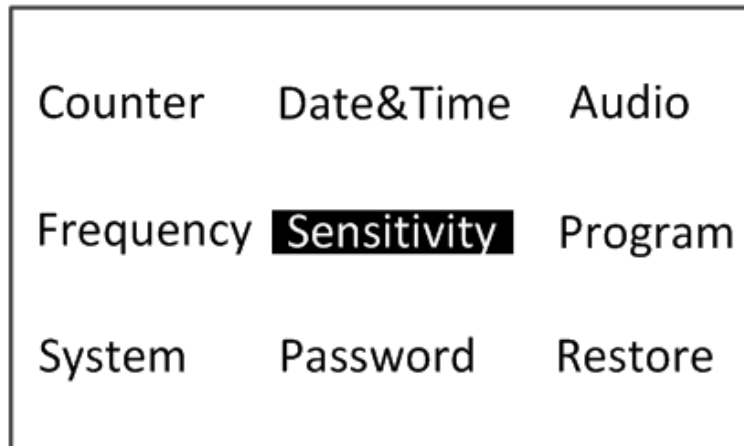 Counter Date&Time Audio
Frequency Sensitivity Program
System Password Restore